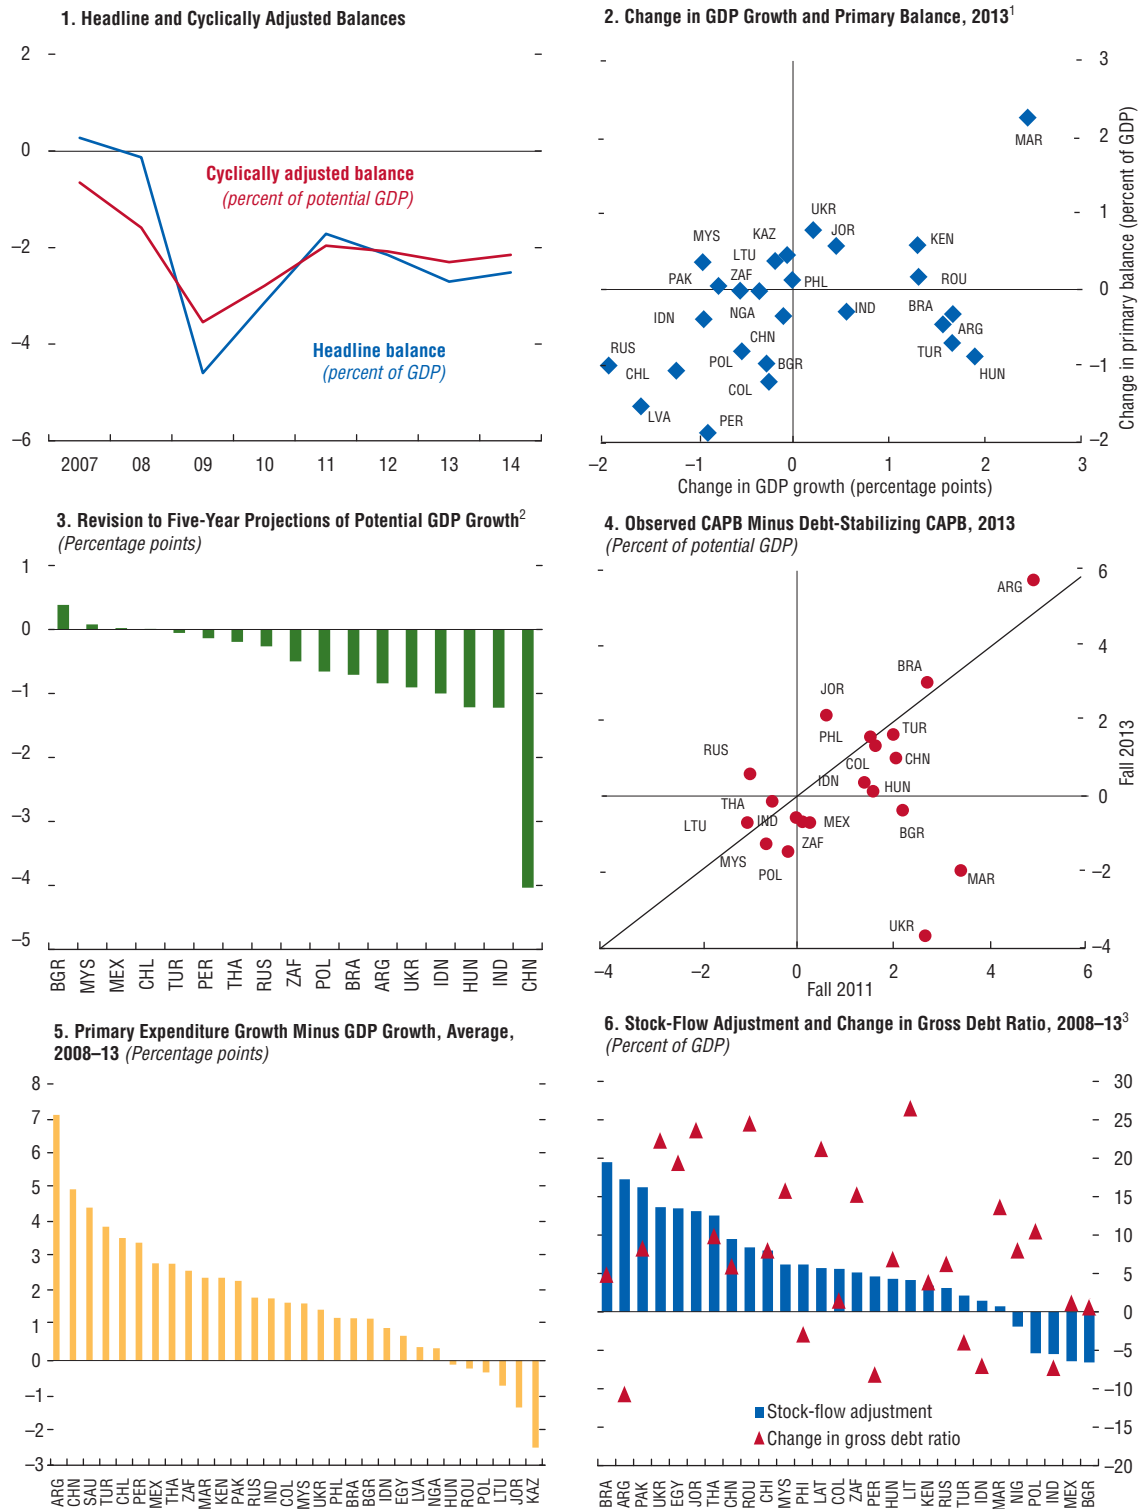 1. Headline and Cyclically Adjusted Balances
2
0
−2
−4
−6
Cyclically adjusted balance
(percent of potential GDP)
Headline balance
(percent of GDP)
2007 08 09 10 11 12 13 14
2. Change in GDP Growth and Primary Balance, 2013¹
3
2
1
0
−1
−2
Change in primary balance (percent of GDP)
MAR
UKR
JOR
KEN
KAZ
MYS
LTU
ZAF
PAK
PHL
ROU
IDN
NGA
IND
BRA
ARG
CHN
TUR
RUS
POL
BGR
HUN
CHL
COL
LVA
PER
−2 −1 0 1 2 3
Change in GDP growth (percentage points)
3. Revision to Five-Year Projections of Potential GDP Growth²
(Percentage points)
1
0
−1
−2
−3
−4
−5
BGR MYS MEX CHL TUR PER THA RUS ZAF POL BRA ARG UKR IDN HUN IND CHN
4. Observed CAPB Minus Debt-Stabilizing CAPB, 2013
(Percent of potential GDP)
6
4
2
0
−2
−4
Fall 2013
ARG
BRA
JOR
PHL
TUR
RUS
COL
CHN
IDN
HUN
THA
LTU
IND
MEX
BGR
ZAF
MYS
POL
MAR
UKR
−4 −2 0 2 4 6
Fall 2011
5. Primary Expenditure Growth Minus GDP Growth, Average,
2008–13 (Percentage points)
8
7
6
5
4
3
2
1
0
−1
−2
−3
ARG CHN SAU TUR CHL PER MEX THA ZAF MAR KEN PAK RUS IND COL MYS UKR PHL BRA BGR IDN EGY LVA NGA HUN ROU POL LTU JOR KAZ
6. Stock-Flow Adjustment and Change in Gross Debt Ratio, 2008–13³
(Percent of GDP)
30
25
20
15
10
5
0
−5
−10
−15
−20
Stock-flow adjustment
Change in gross debt ratio
BRA ARG PAK UKR EGY JOR THA CHN ROU CHI MYS PHI LAT COL ZAF PER HUN LIT KEN RUS TUR IDN MAR NIG POL IND MEX BGR